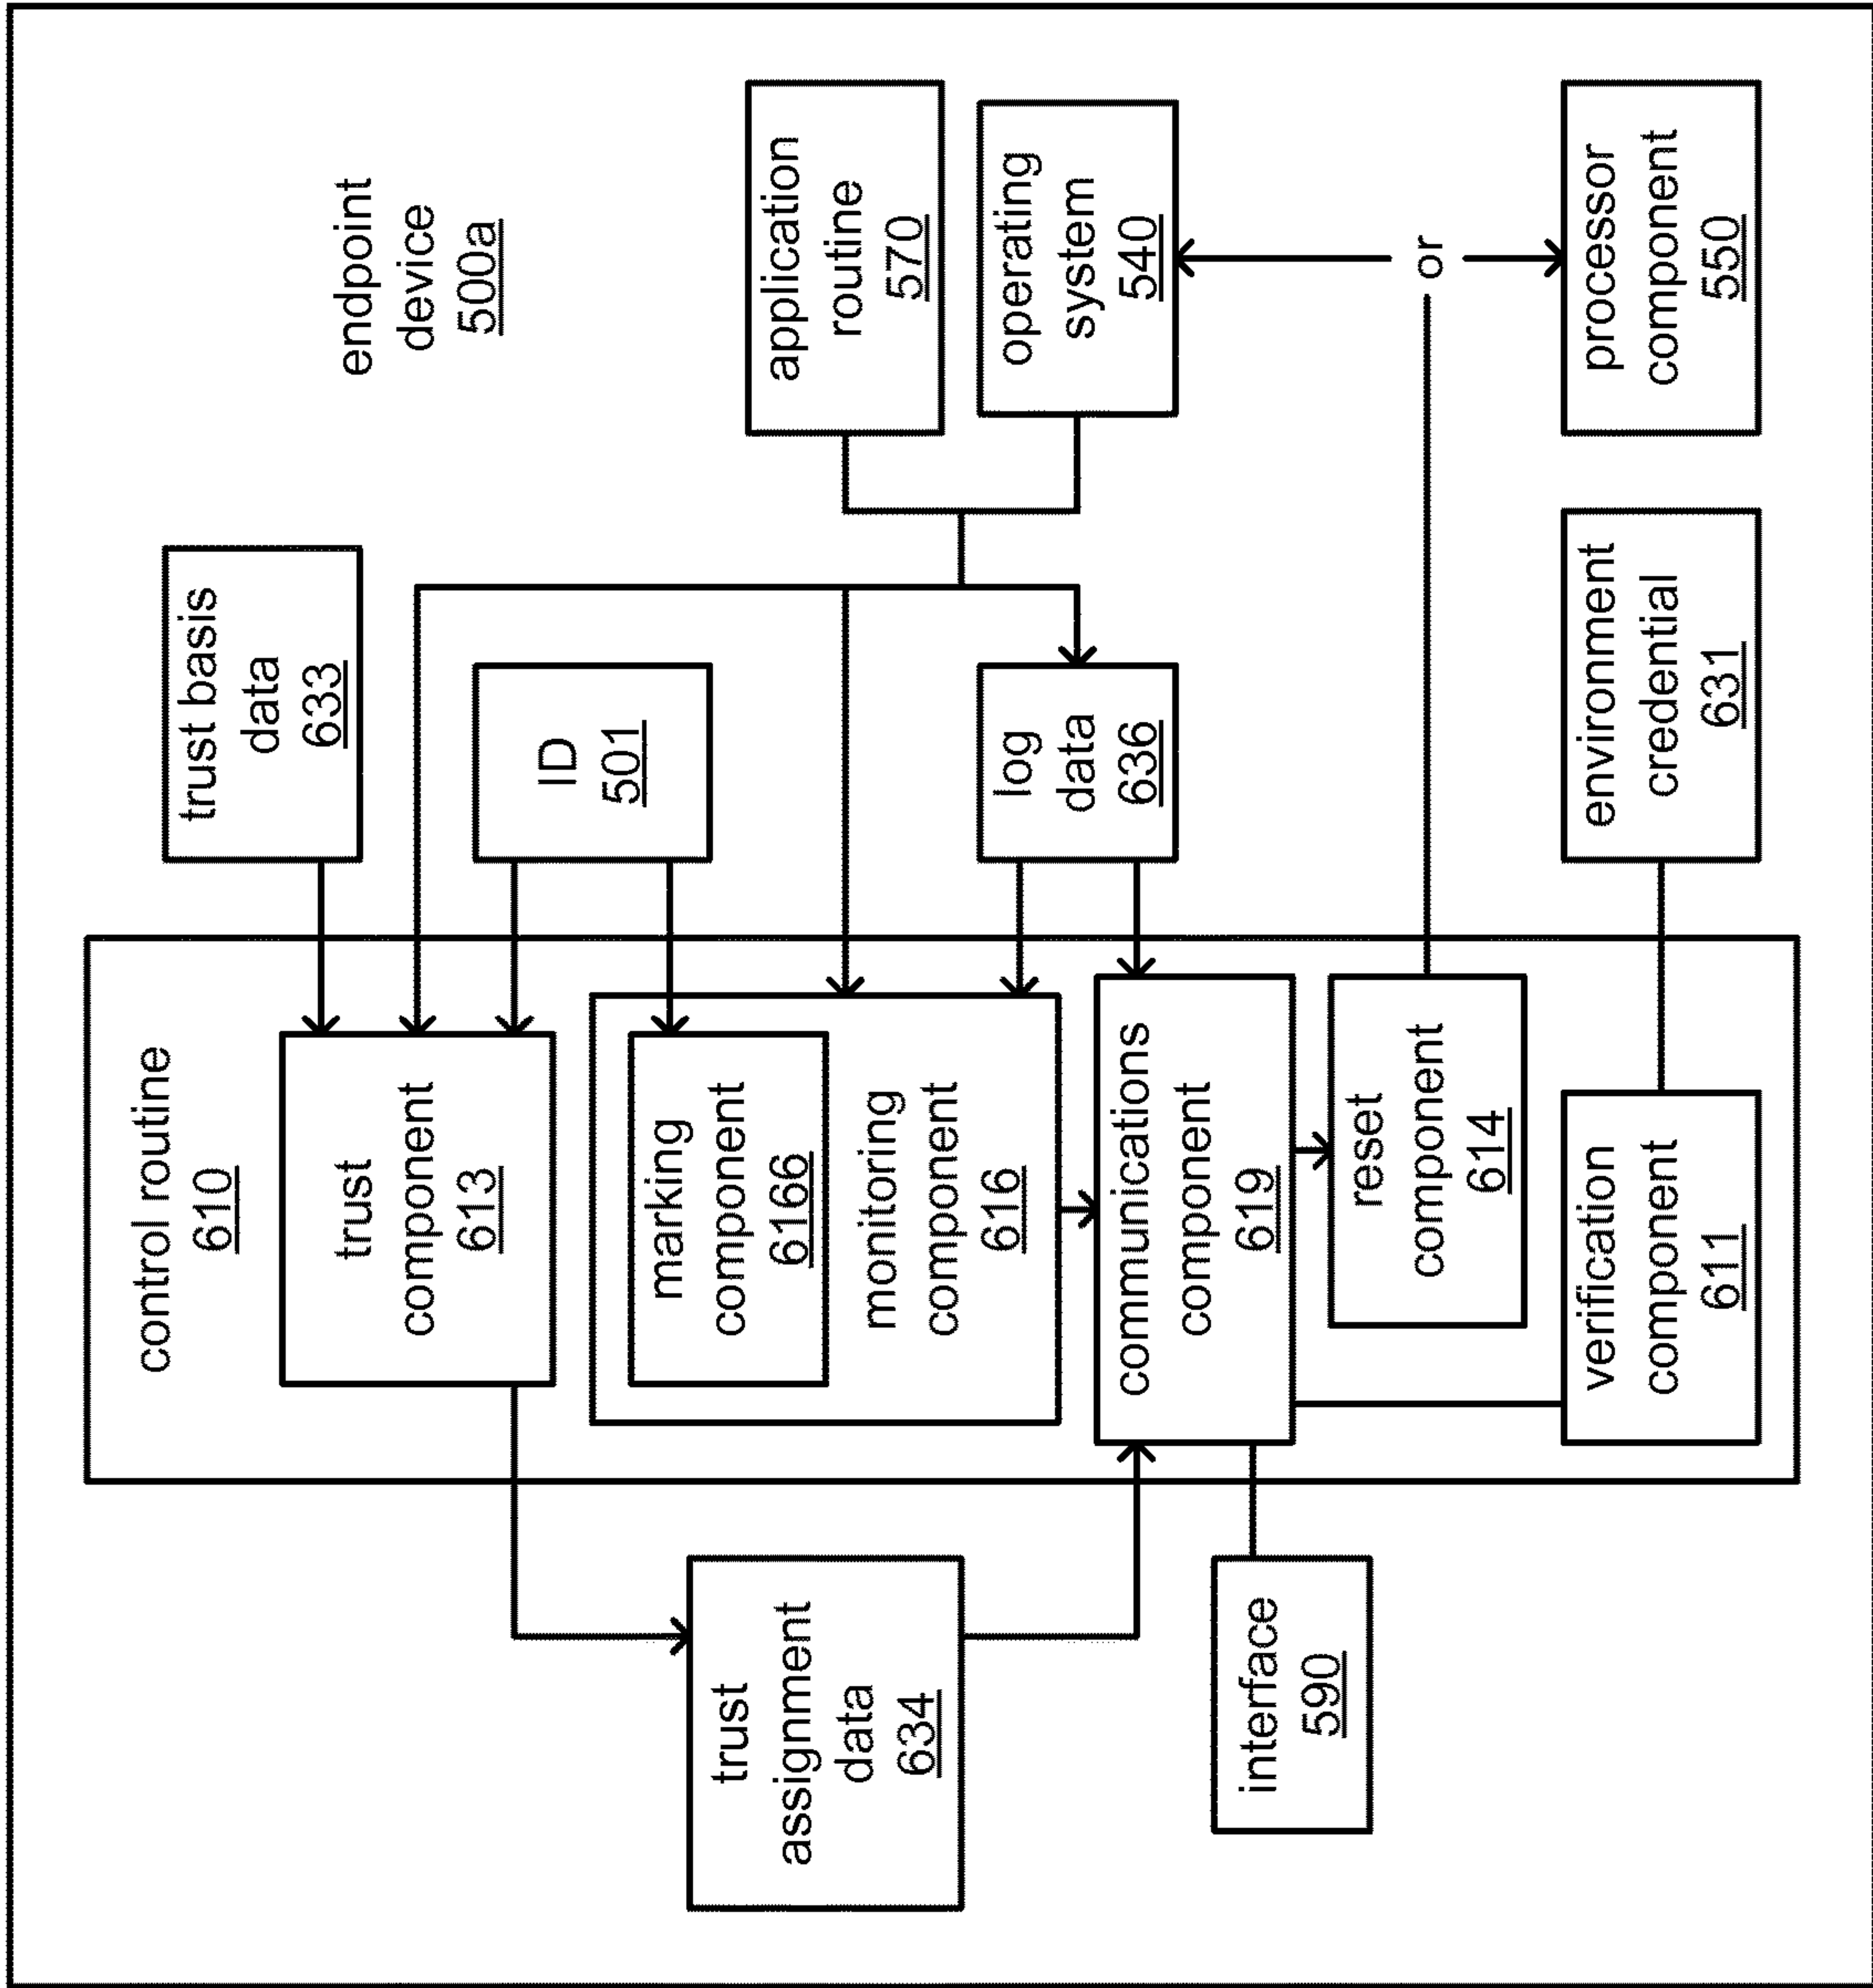 endpoint
device
500a
trust basis
data
633
application
routine
570
ID
501
operating
system
540
log
data
636
or
environment
credential
631
processor
component
550
control routine
610
trust
component
613
marking
component
6166
monitoring
component
616
communications
component
619
reset
component
614
verification
component
611
trust
assignment
data
634
interface
590